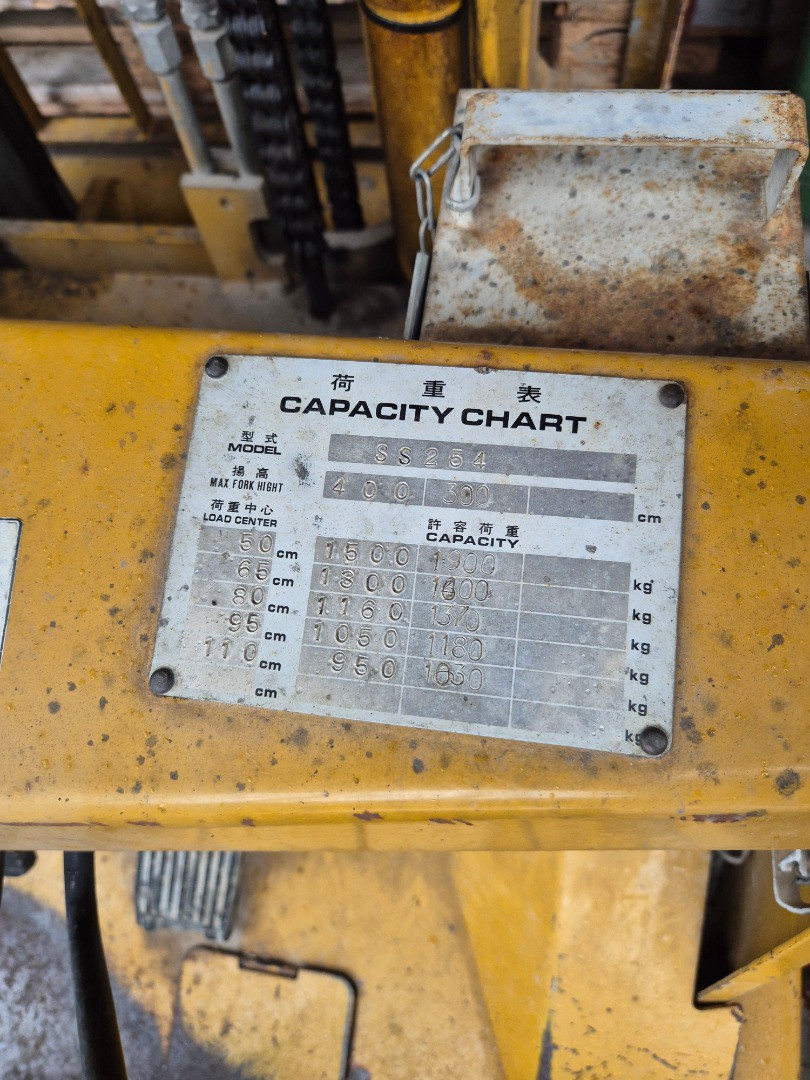 荷重表
CAPACITY CHART
型式
MODEL SS254
揚高
MAX FORK HIGHT 400 300 cm
荷重中心 許容荷重
LOAD CENTER CAPACITY
50 cm 1500 1900 kg
65 cm 1300 kg
80 cm 1160 1370 kg
95 cm 1050 1180 kg
110 cm 950 1030 kg
cm kg